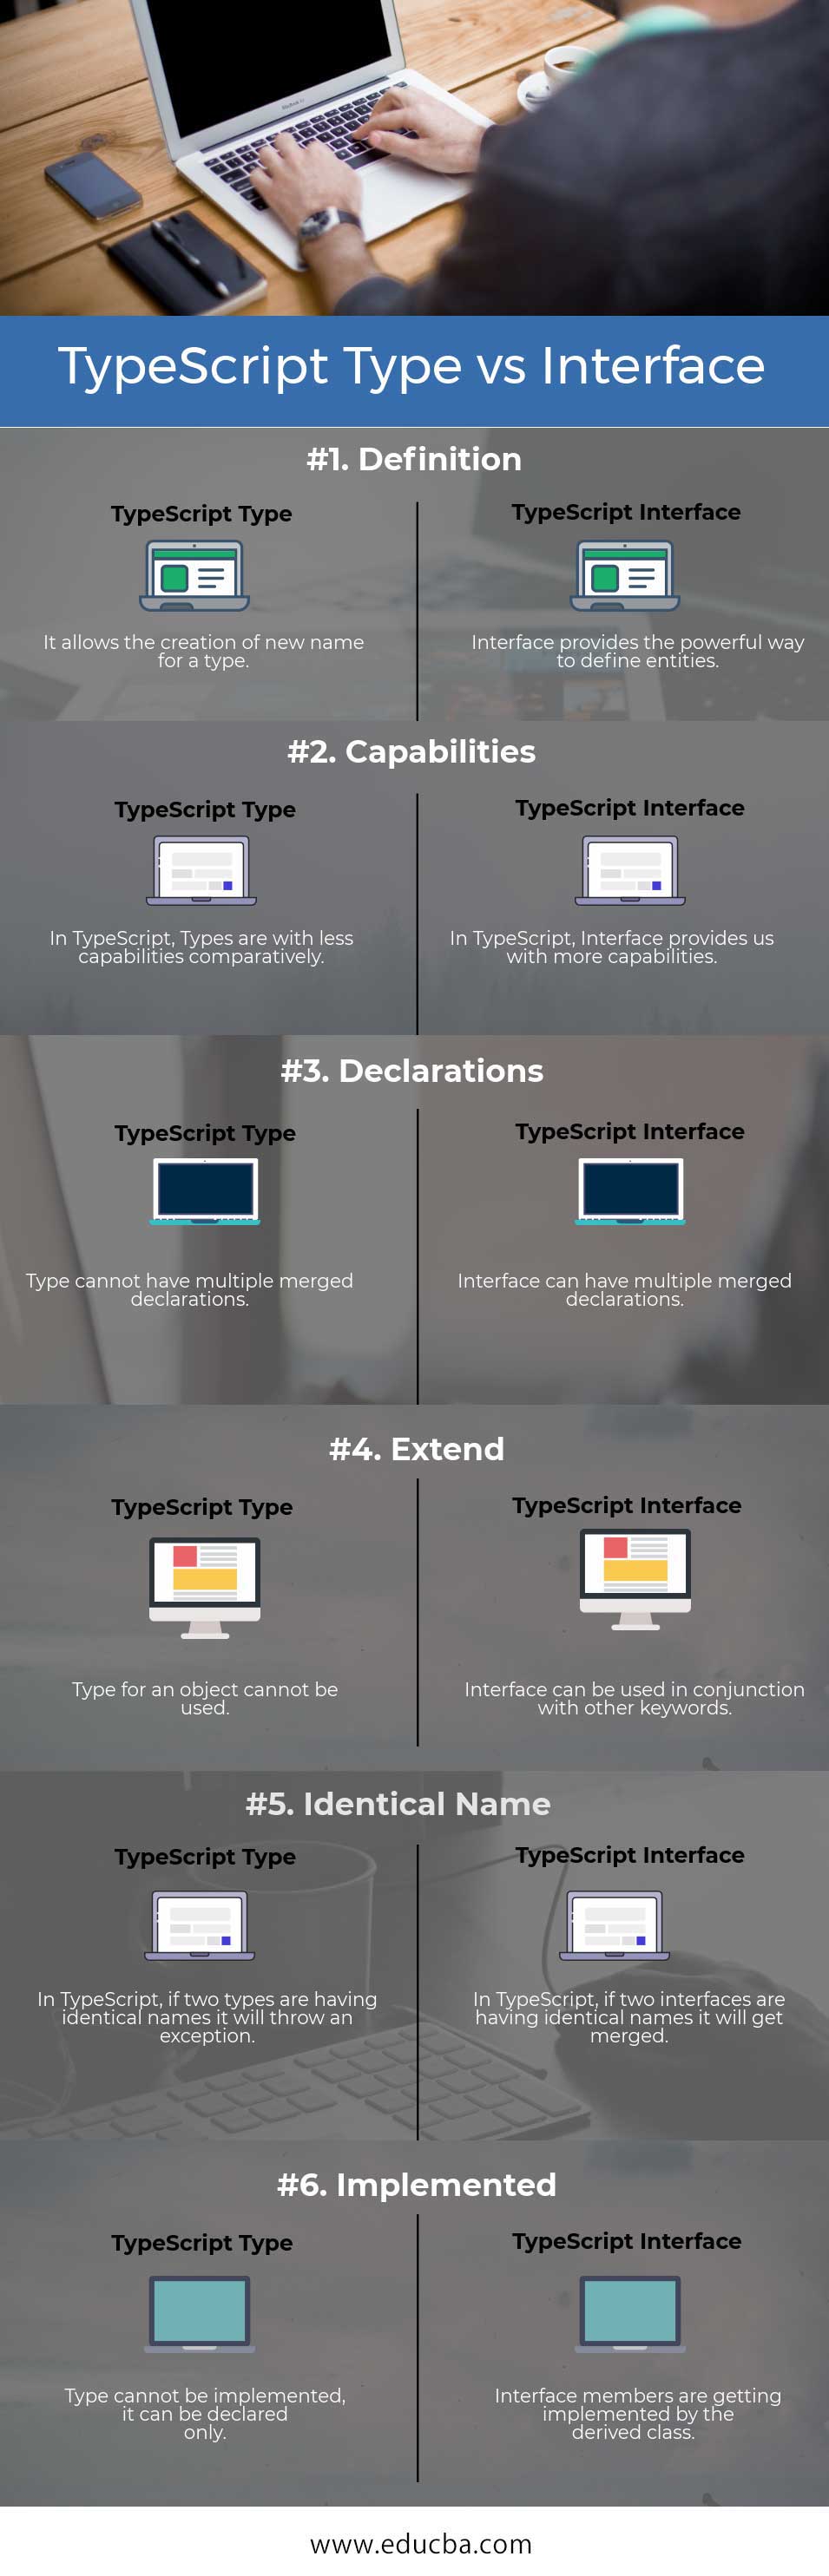 TypeScript Type vs Interface
#1. Definition
TypeScript Type
It allows the creation of new name
for a type.
TypeScript Interface
Interface provides the powerful way
to define entities.
#2. Capabilities
TypeScript Type
In TypeScript, Types are with less
capabilities comparatively.
TypeScript Interface
In TypeScript, Interface provides us
with more capabilities.
#3. Declarations
TypeScript Type
Type cannot have multiple merged
declarations.
TypeScript Interface
Interface can have multiple merged
declarations.
#4. Extend
TypeScript Type
Type for an object cannot be
used.
TypeScript Interface
Interface can be used in conjunction
with other keywords.
#5. Identical Name
TypeScript Type
In TypeScript, if two types are having
identical names it will throw an
exception.
TypeScript Interface
In TypeScript, if two interfaces are
having identical names it will get
merged.
#6. Implemented
TypeScript Type
Type cannot be implemented,
it can be declared
only.
TypeScript Interface
Interface members are getting
implemented by the
derived class.
www.educba.com